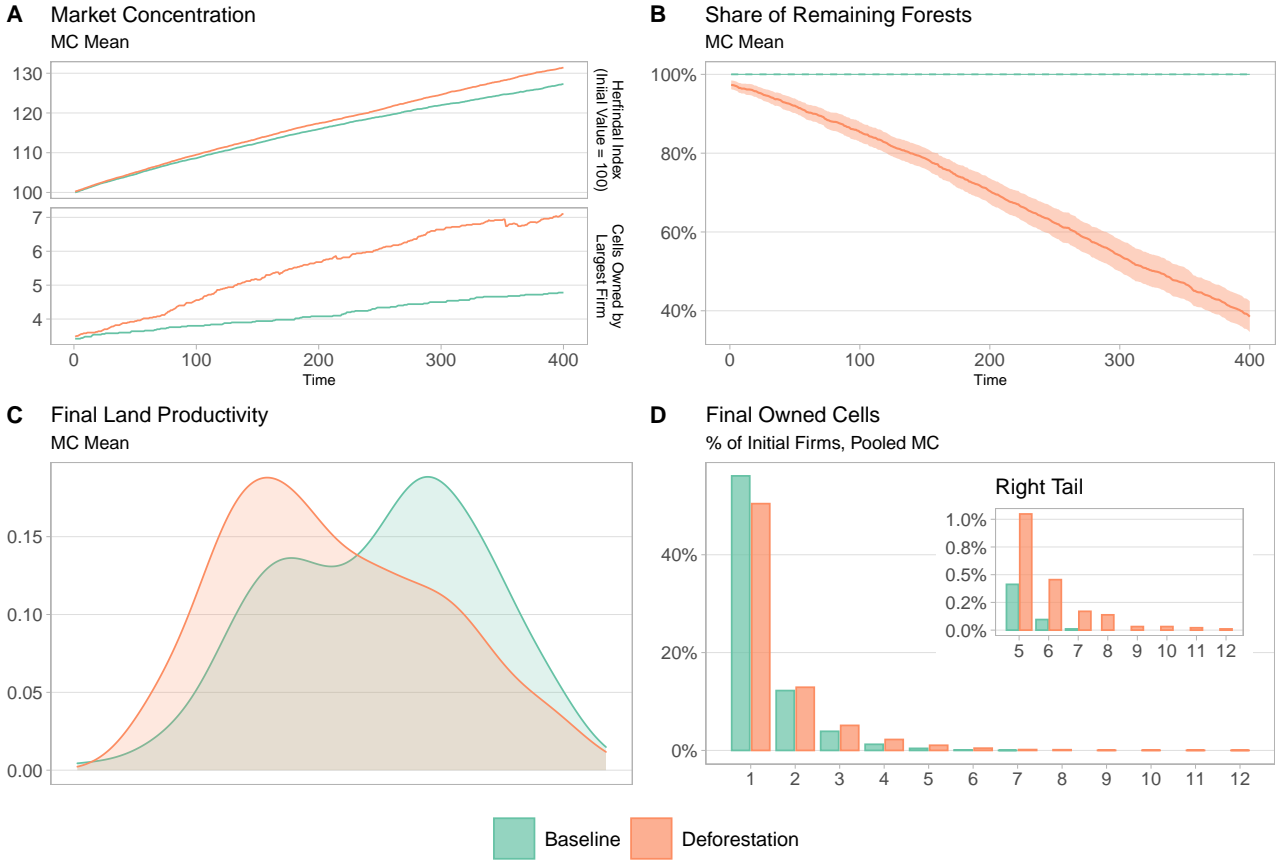 A Market Concentration
MC Mean
130
120
110
100
Herfindal Index
(Iniial Value = 100)
7
6
5
4
Cells Owned by
Largest Firm
0 100 200 300 400
Time
B Share of Remaining Forests
MC Mean
100%
80%
60%
40%
0 100 200 300 400
Time
C Final Land Productivity
MC Mean
0.15
0.10
0.05
0.00
D Final Owned Cells
% of Initial Firms, Pooled MC
40%
20%
0%
1 2 3 4 5 6 7 8 9 10 11 12
Right Tail
1.0%
0.8%
0.5%
0.2%
0.0%
5 6 7 8 9 10 11 12
Baseline Deforestation